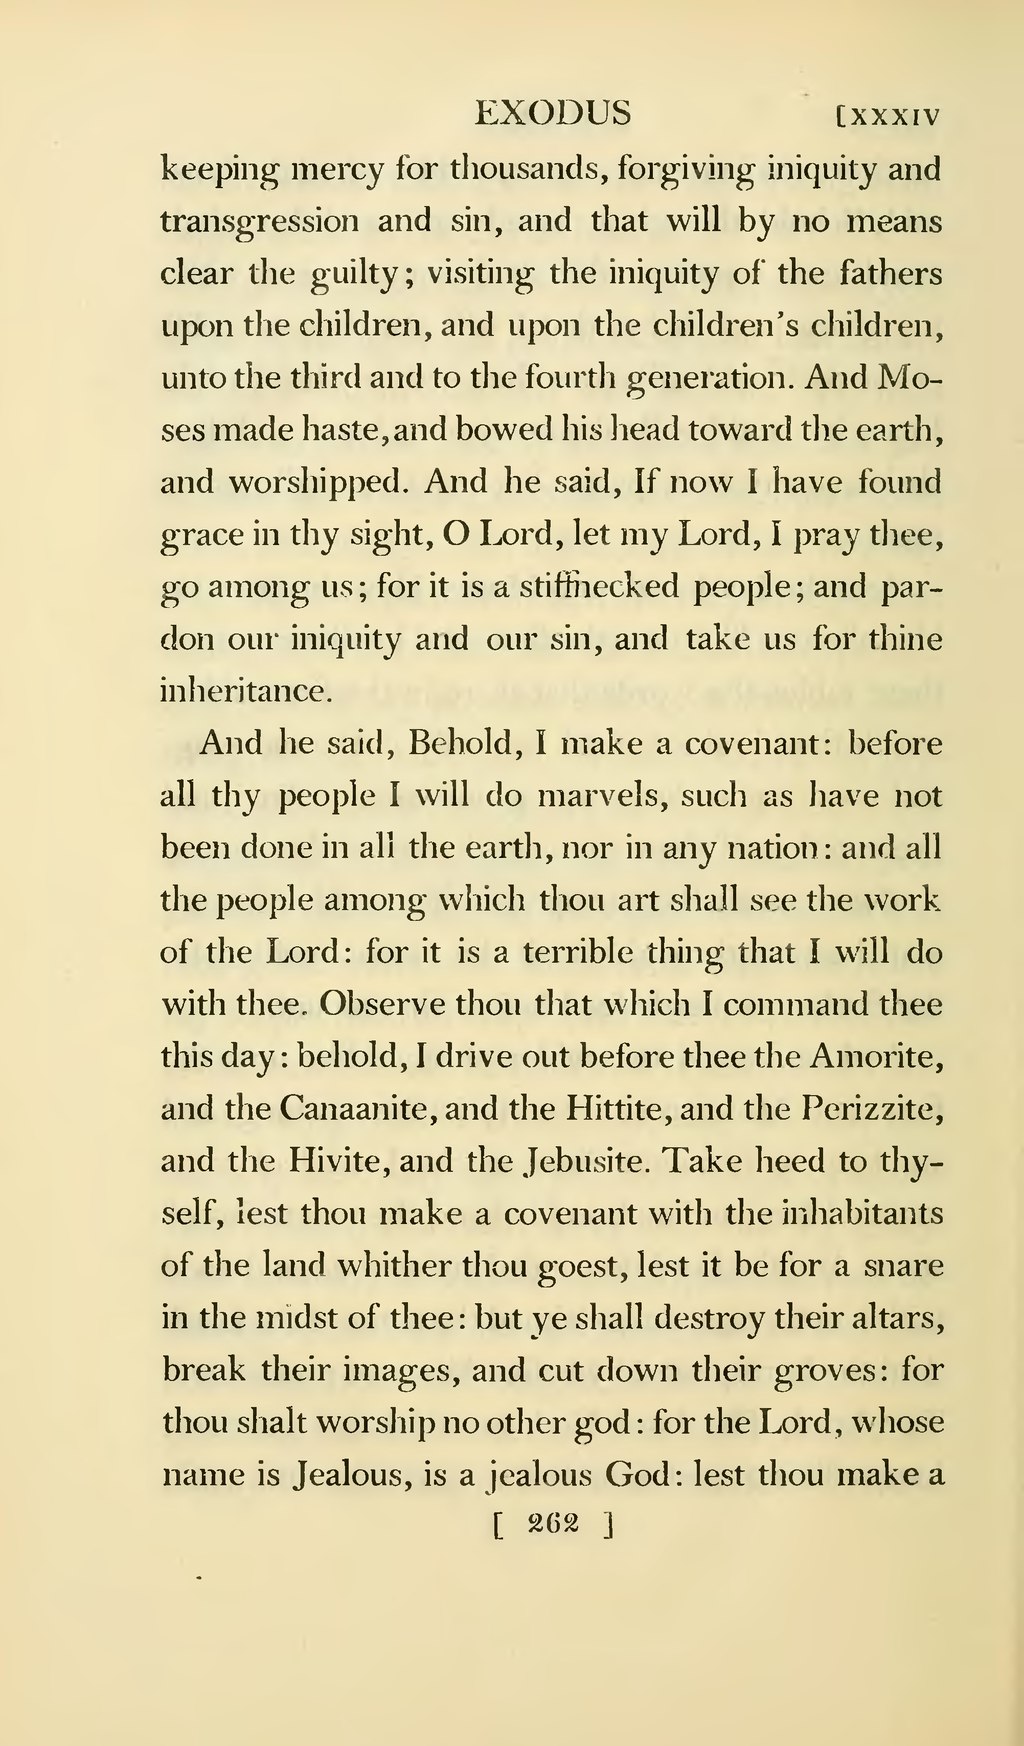 EXODUS [XXXIV
keeping mercy for thousands, forgiving iniquity and
transgression and sin, and that will by no means
clear the guilty; visiting the iniquity of the fathers
upon the children, and upon the children's children,
unto the third and to the fourth generation. And Mo-
ses made haste, and bowed his head toward the earth,
and worshipped. And he said, If now I have found
grace in thy sight, O Lord, let my Lord, I pray thee,
go among us; for it is a stiffnecked people; and par-
don our iniquity and our sin, and take us for thine
inheritance.
And he said, Behold, I make a covenant: before
all thy people I will do marvels, such as have not
been done in all the earth, nor in any nation: and all
the people among which thou art shall see the work
of the Lord: for it is a terrible thing that I will do
with thee. Observe thou that which I command thee
this day: behold, I drive out before thee the Amorite,
and the Canaanite, and the Hittite, and the Perizzite,
and the Hivite, and the Jebusite. Take heed to thy-
self, lest thou make a covenant with the inhabitants
of the land whither thou goest, lest it be for a snare
in the midst of thee: but ye shall destroy their altars,
break their images, and cut down their groves: for
thou shalt worship no other god: for the Lord, whose
name is Jealous, is a jealous God: lest thou make a
[ 262 ]